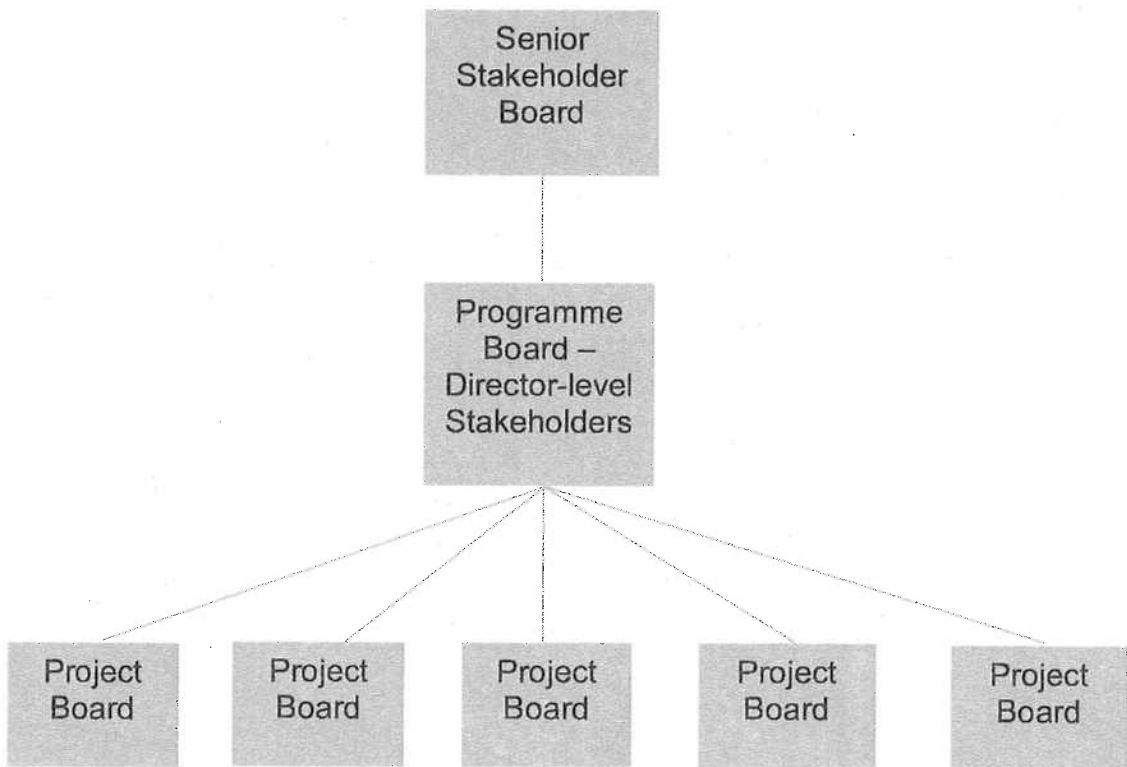 Senior
Stakeholder
Board
Programme
Board –
Director-level
Stakeholders
Project
Board
Project
Board
Project
Board
Project
Board
Project
Board